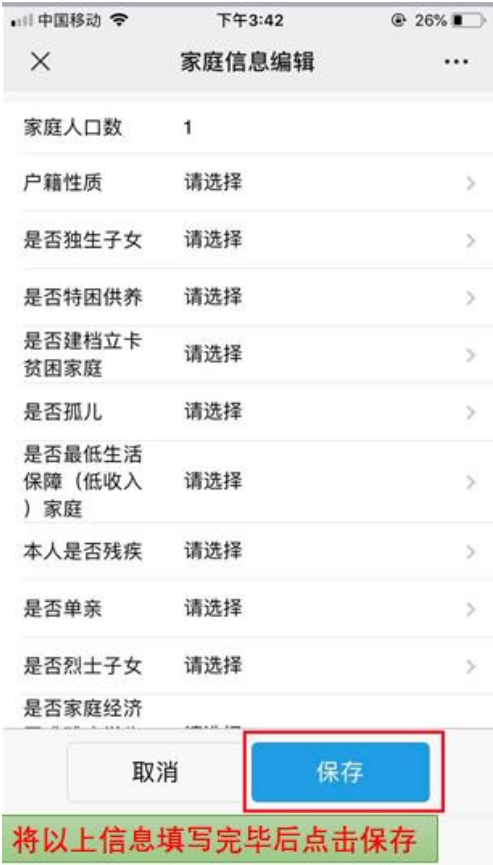 中国移动 下午3:42 26%
家庭信息编辑
家庭人口数 1
户籍性质 请选择
是否独生子女 请选择
是否特困供养 请选择
是否建档立卡
贫困家庭 请选择
是否孤儿 请选择
是否最低生活
保障（低收入 请选择
）家庭
本人是否残疾 请选择
是否单亲 请选择
是否烈士子女 请选择
是否家庭经济
取消 保存
将以上信息填写完毕后点击保存